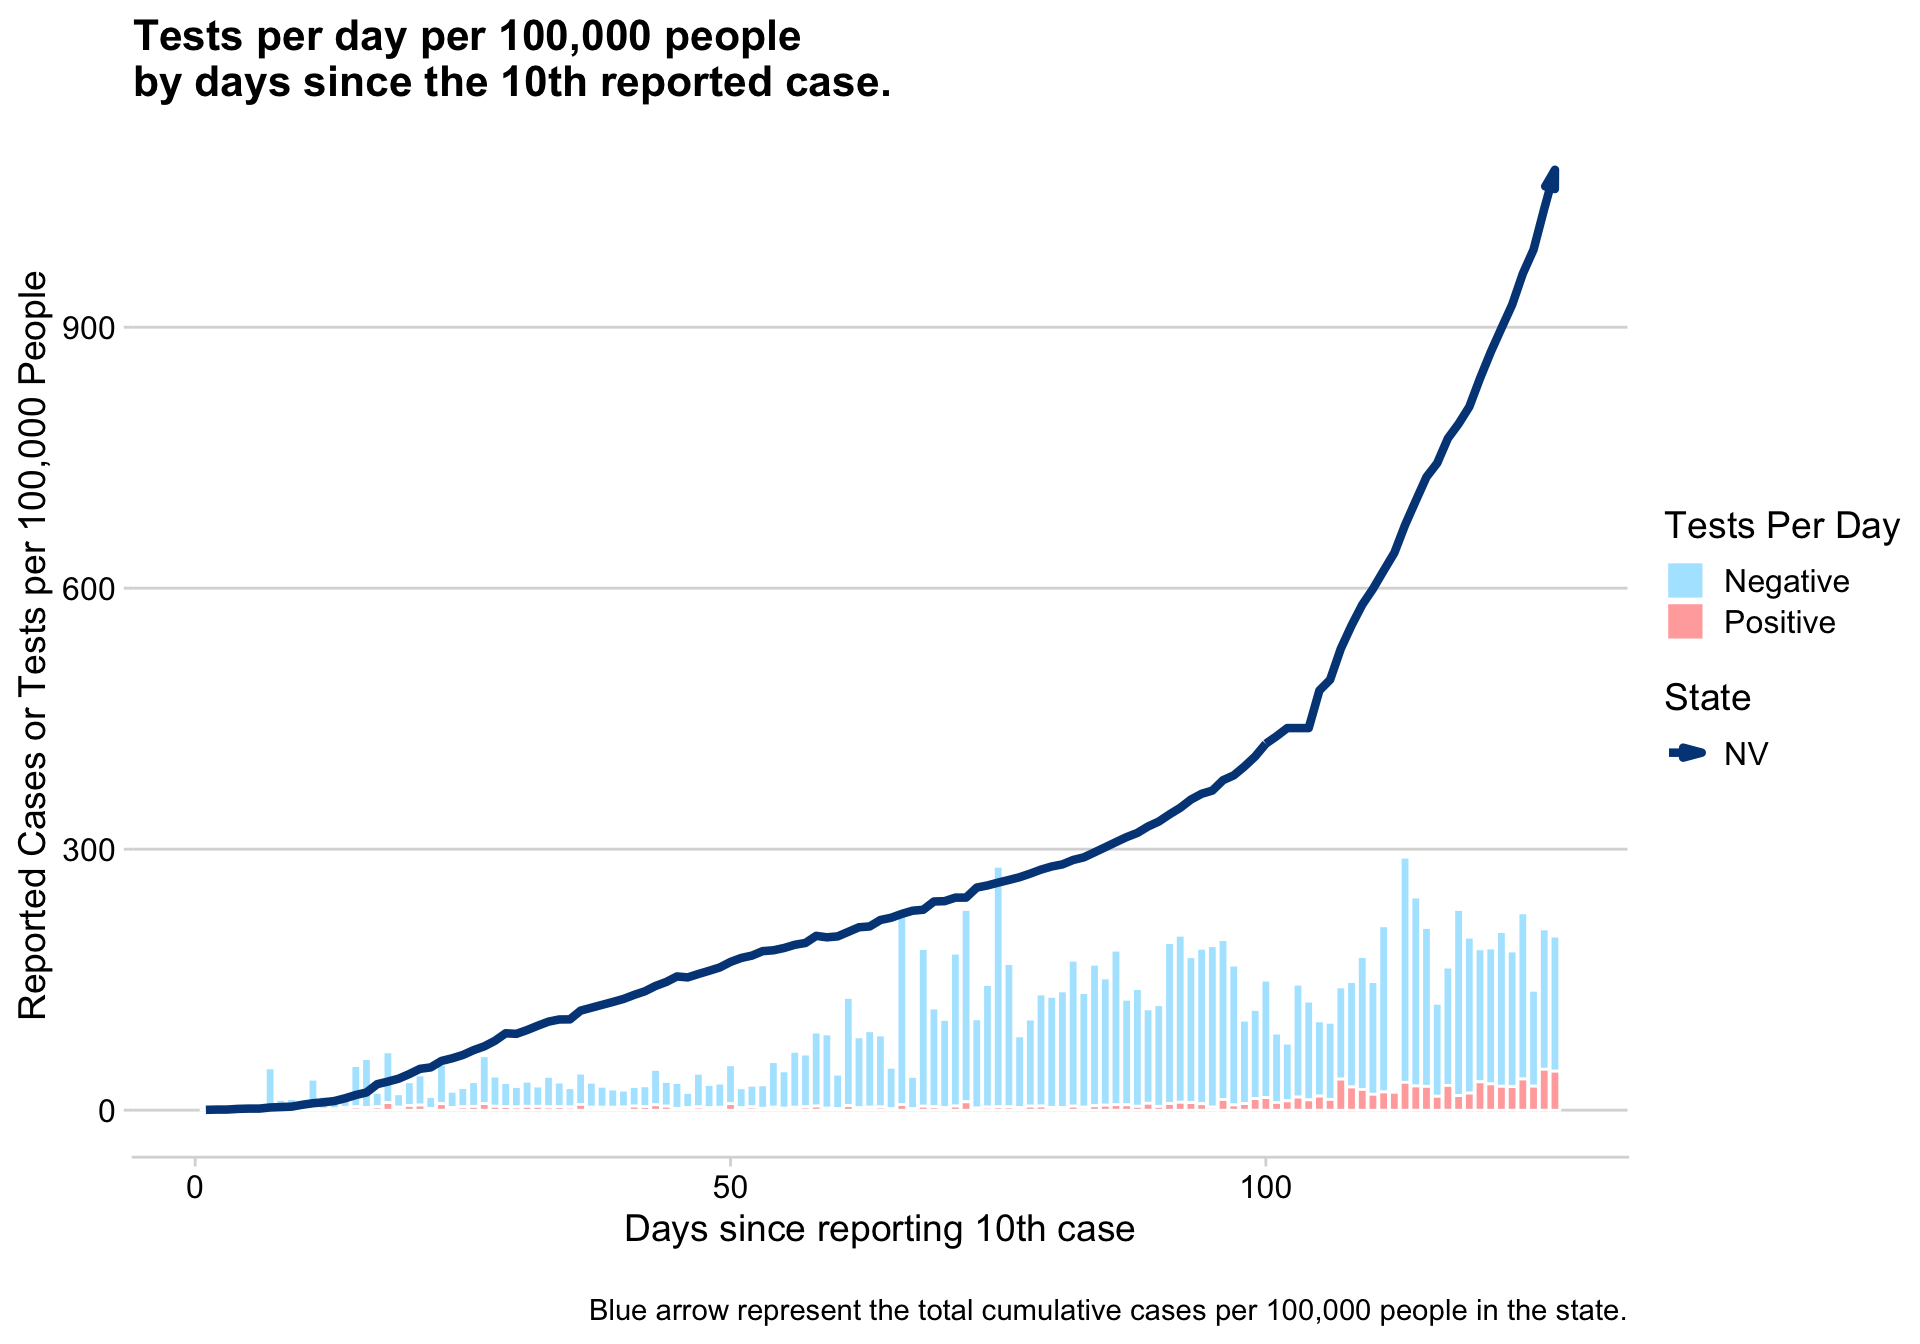 Tests per day per 100,000 people
by days since the 10th reported case.
Reported Cases or Tests per 100,000 People
900
600
300
0
0
50
100
Days since reporting 10th case
Tests Per Day
Negative
Positive
State
NV
Blue arrow represent the total cumulative cases per 100,000 people in the state.